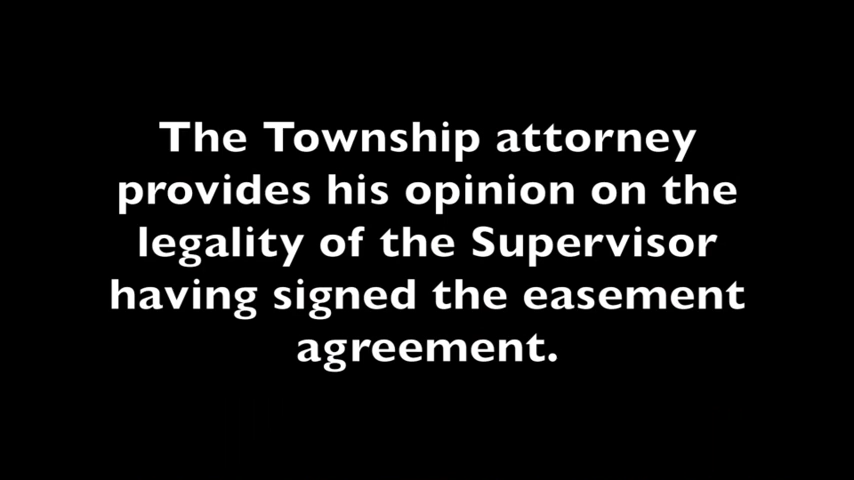 The Township attorney
provides his opinion on the
legality of the Supervisor
having signed the easement
agreement.